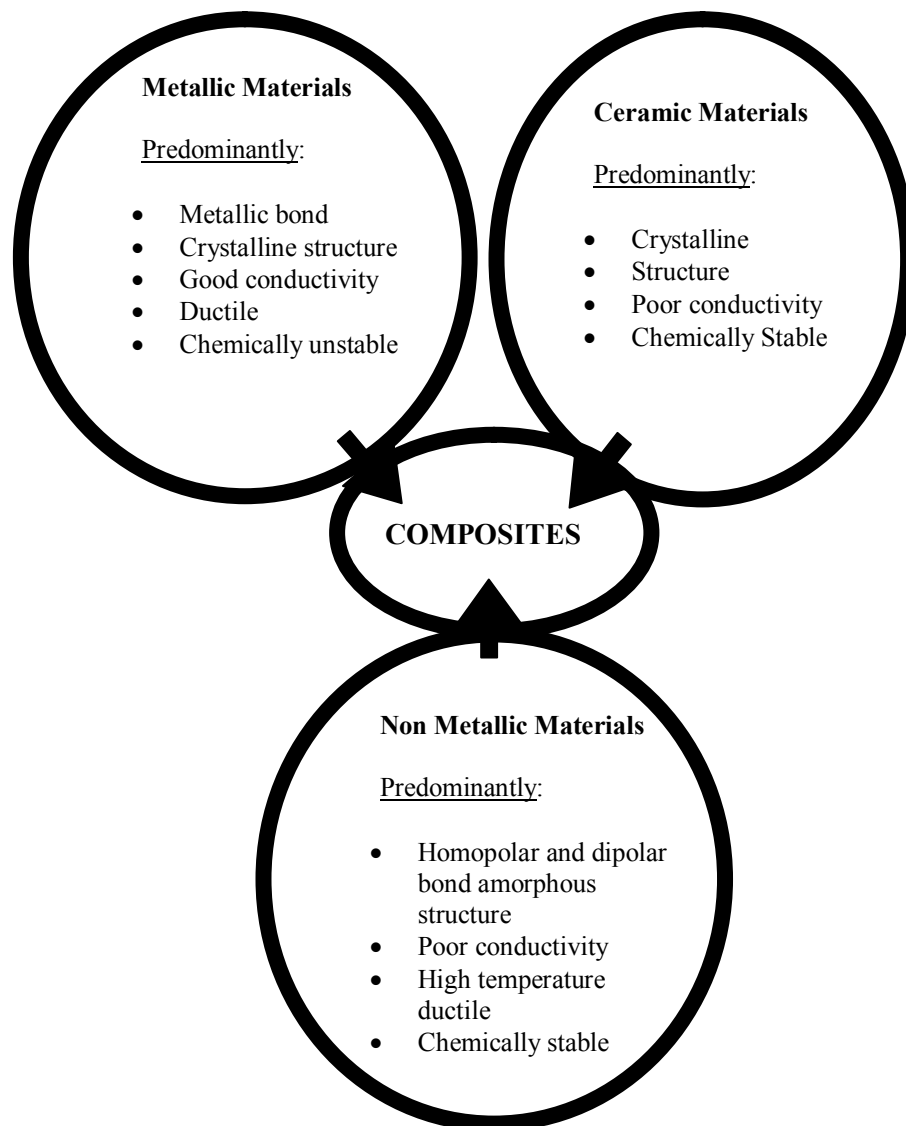 Metallic Materials
Predominantly:
• Metallic bond
• Crystalline structure
• Good conductivity
• Ductile
• Chemically unstable
Ceramic Materials
Predominantly:
• Crystalline
• Structure
• Poor conductivity
• Chemically Stable
COMPOSITES
Non Metallic Materials
Predominantly:
• Homopolar and dipolar
bond amorphous
structure
• Poor conductivity
• High temperature
ductile
• Chemically stable